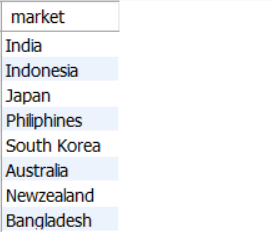 market
India
Indonesia
Japan
Philiphines
South Korea
Australia
Newzealand
Bangladesh